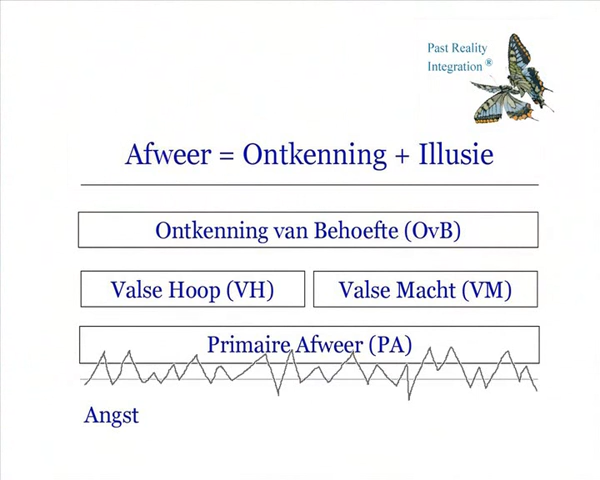 Past Reality
Integration ®
Afweer = Ontkenning + Illusie
Ontkenning van Behoefte (OvB)
Valse Hoop (VH)
Valse Macht (VM)
Primaire Afweer (PA)
Angst